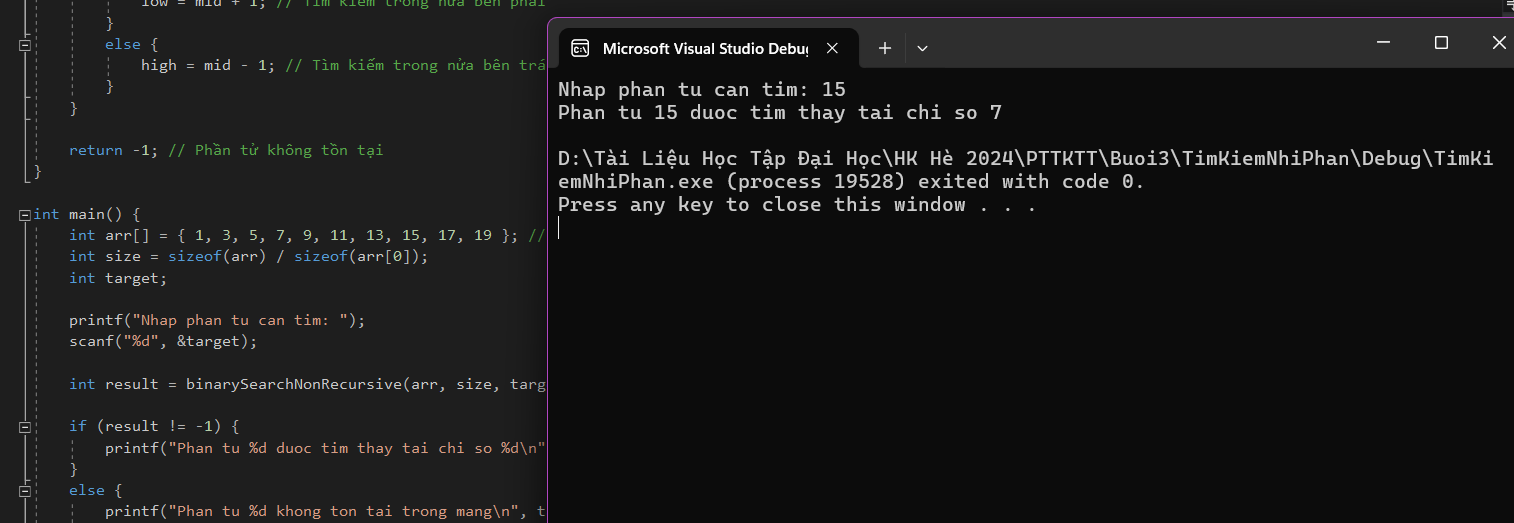 low = mid + 1; // Tìm kiếm trong nửa bên phải
}
else {
high = mid - 1; // Tìm kiếm trong nửa bên
}
}
return -1; // Phần tử không tồn tại
}
int main() {
int arr[] = { 1, 3, 5, 7, 9, 11, 13, 15, 17, 19 }; //
int size = sizeof(arr) / sizeof(arr[0]);
int target;
printf("Nhap phan tu can tim: ");
scanf("%d", &target);
int result = binarySearchNonRecursive(arr, size, targ
if (result != -1) {
printf("Phan tu %d duoc tim thay tai chi so %d\n"
}
else {
printf("Phan tu %d khong ton tai trong mang\n", t
Microsoft Visual Studio Debug
Nhap phan tu can tim: 15
Phan tu 15 duoc tim thay tai chi so 7
D:\Tài Liệu Học Tập Đại Học\HK Hè 2024\PTTKTT\Buoi3\TimKiemNhiPhan\Debug\TimKi
emNhiPhan.exe (process 19528) exited with code 0.
Press any key to close this window . . .